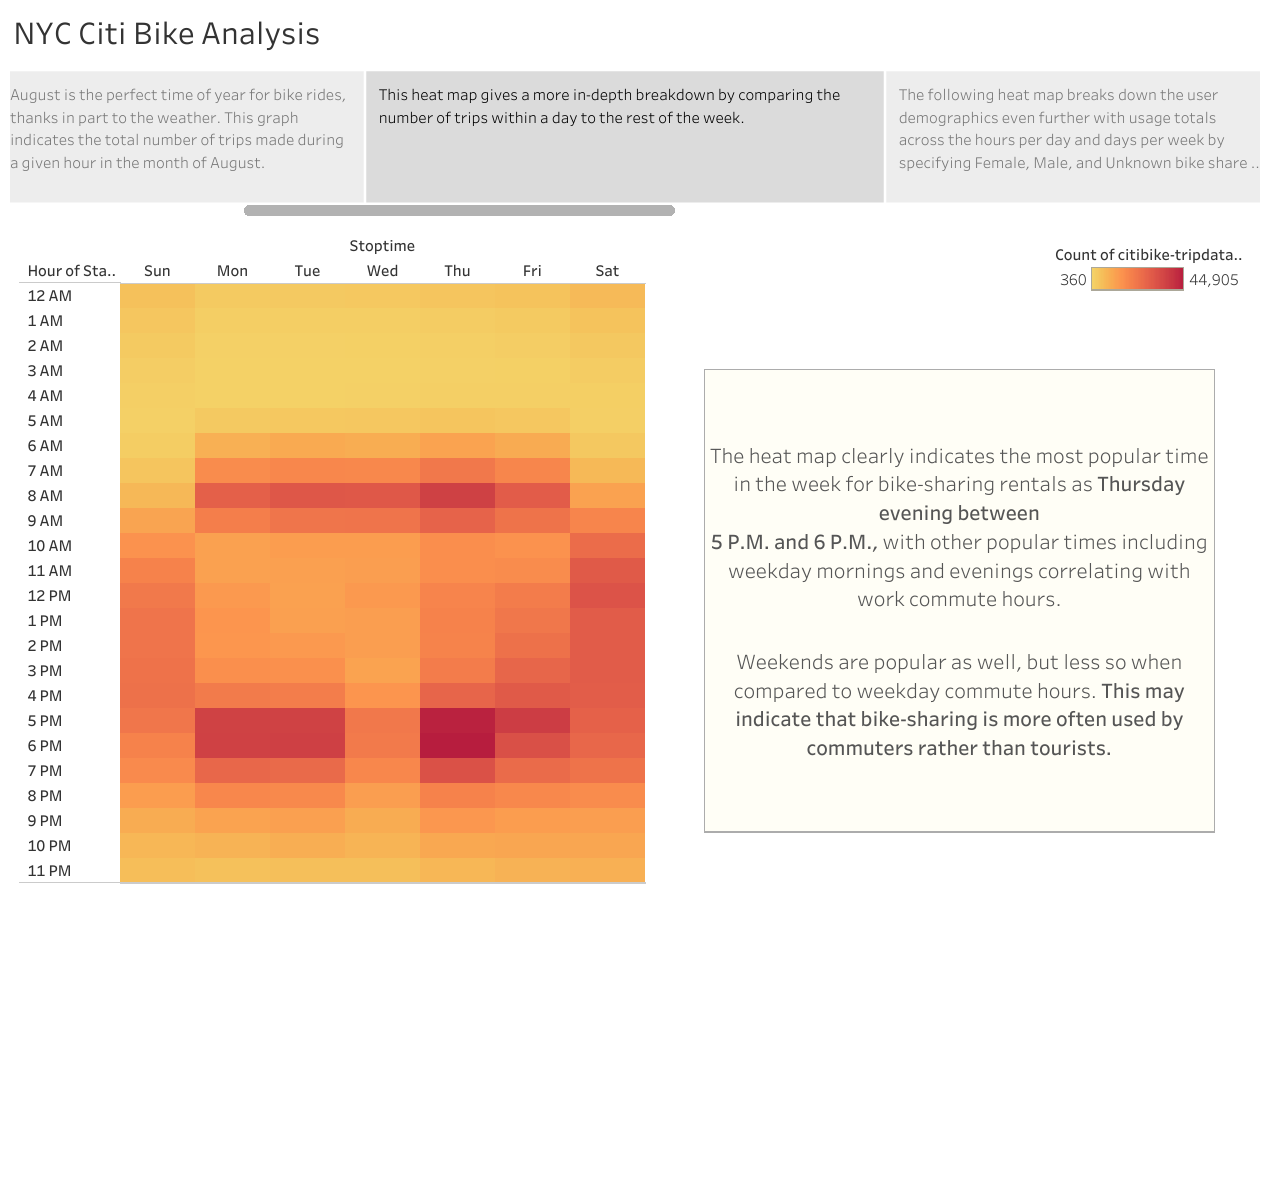 NYC Citi Bike Analysis
August is the perfect time of year for bike rides,
thanks in part to the weather. This graph
indicates the total number of trips made during
a given hour in the month of August.
This heat map gives a more in-depth breakdown by comparing the
number of trips within a day to the rest of the week.
The following heat map breaks down the user
demographics even further with usage totals
across the hours per day and days per week by
specifying Female, Male, and Unknown bike share ..
Stoptime
Hour of Sta.. Sun Mon Tue Wed Thu Fri Sat
12 AM
1 AM
2 AM
3 AM
4 AM
5 AM
6 AM
7 AM
8 AM
9 AM
10 AM
11 AM
12 PM
1 PM
2 PM
3 PM
4 PM
5 PM
6 PM
7 PM
8 PM
9 PM
10 PM
11 PM
Count of citibike-tripdata..
360 44,905
The heat map clearly indicates the most popular time
in the week for bike-sharing rentals as Thursday
evening between
5 P.M. and 6 P.M., with other popular times including
weekday mornings and evenings correlating with
work commute hours.
Weekends are popular as well, but less so when
compared to weekday commute hours. This may
indicate that bike-sharing is more often used by
commuters rather than tourists.